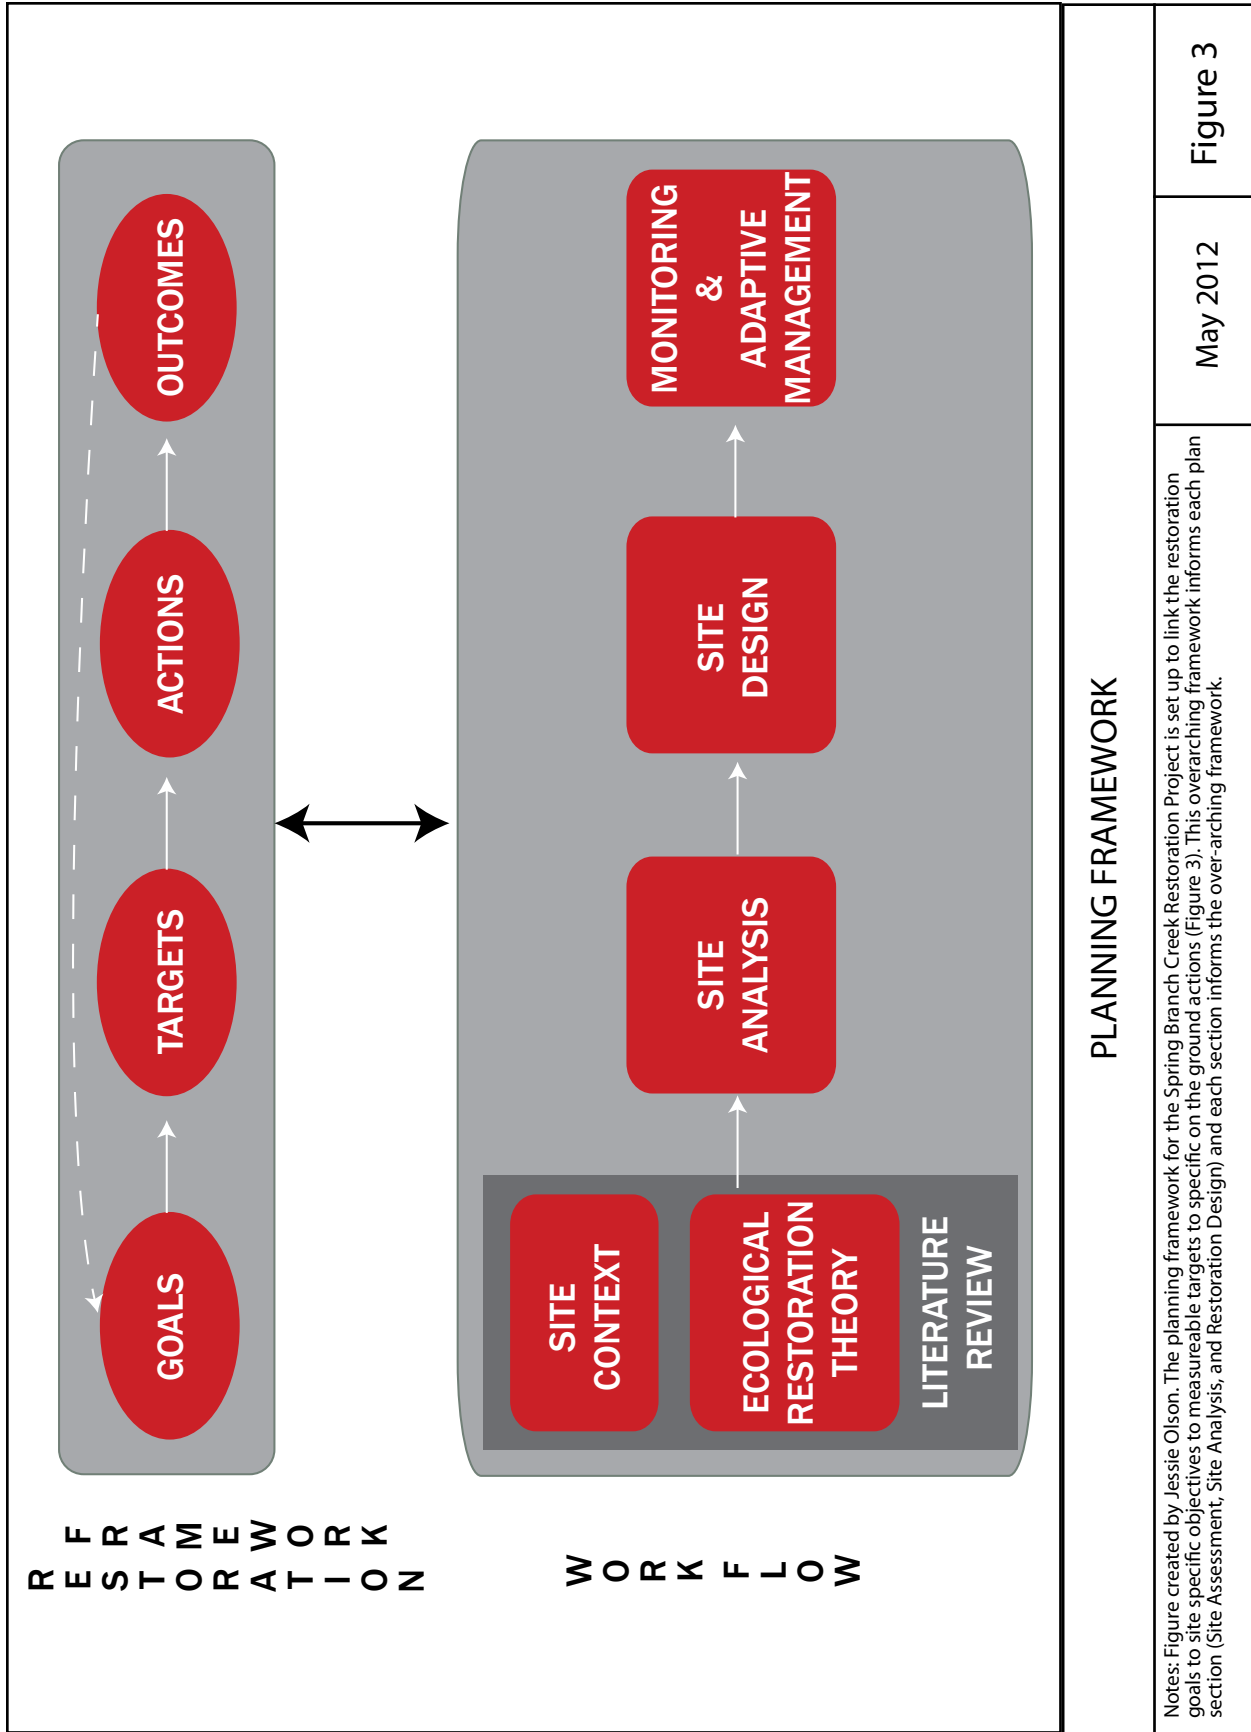 RESTORATION
FRAMEWORK
GOALS
TARGETS
ACTIONS
OUTCOMES
WORK FLOW
SITE
CONTEXT
ECOLOGICAL
RESTORATION
THEORY
LITERATURE
REVIEW
SITE
ANALYSIS
SITE
DESIGN
MONITORING
&
ADAPTIVE
MANAGEMENT
PLANNING FRAMEWORK
Notes: Figure created by Jessie Olson. The planning framework for the Spring Branch Creek Restoration Project is set up to link the restoration
goals to site specific objectives to measureable targets to specific on the ground actions (Figure 3). This overarching framework informs each plan
section (Site Assessment, Site Analysis, and Restoration Design) and each section informs the over-arching framework.
May 2012
Figure 3